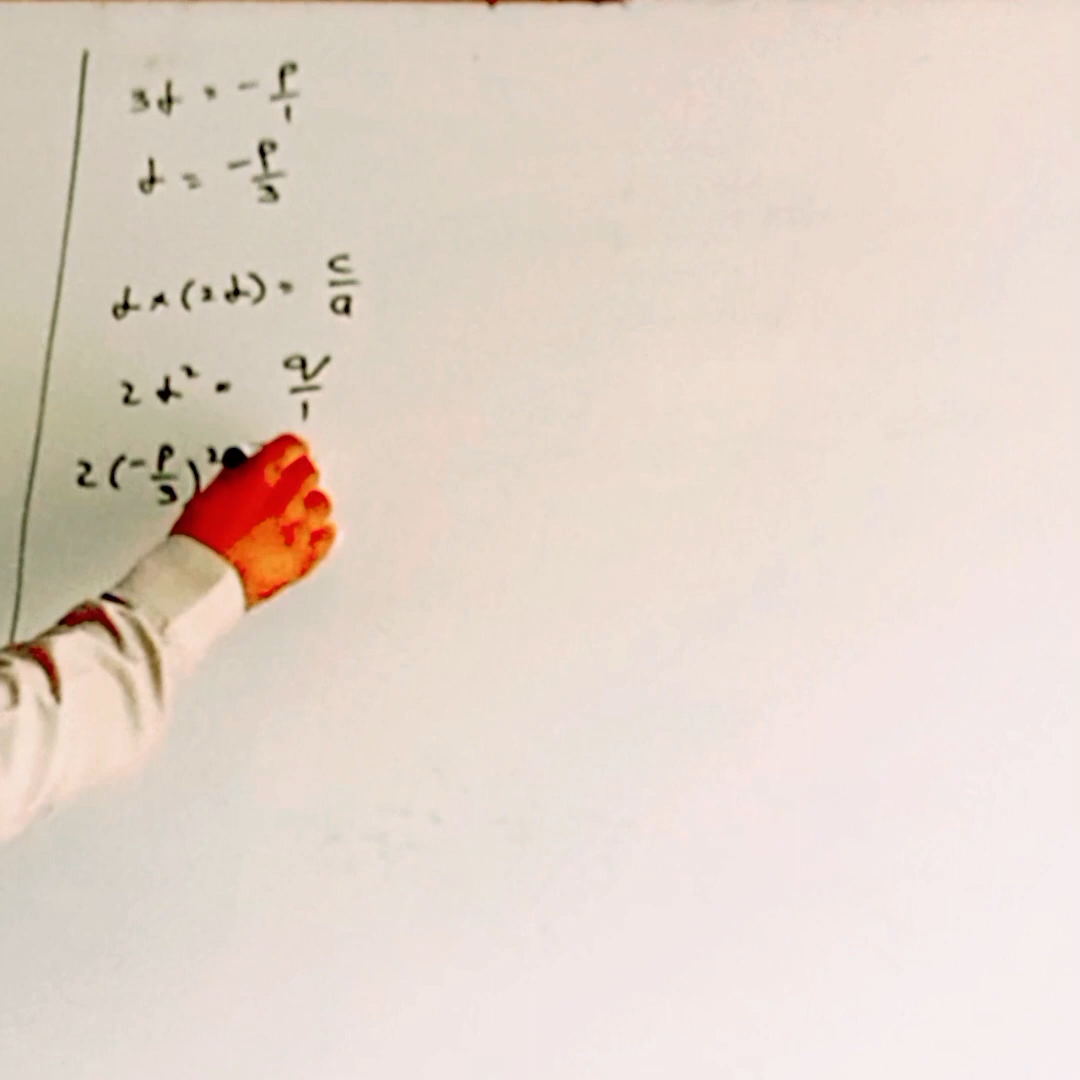 3α = -p/1
α = -p/3
α × (2α) = c/a
2α² = q/1
2(-p/3)²